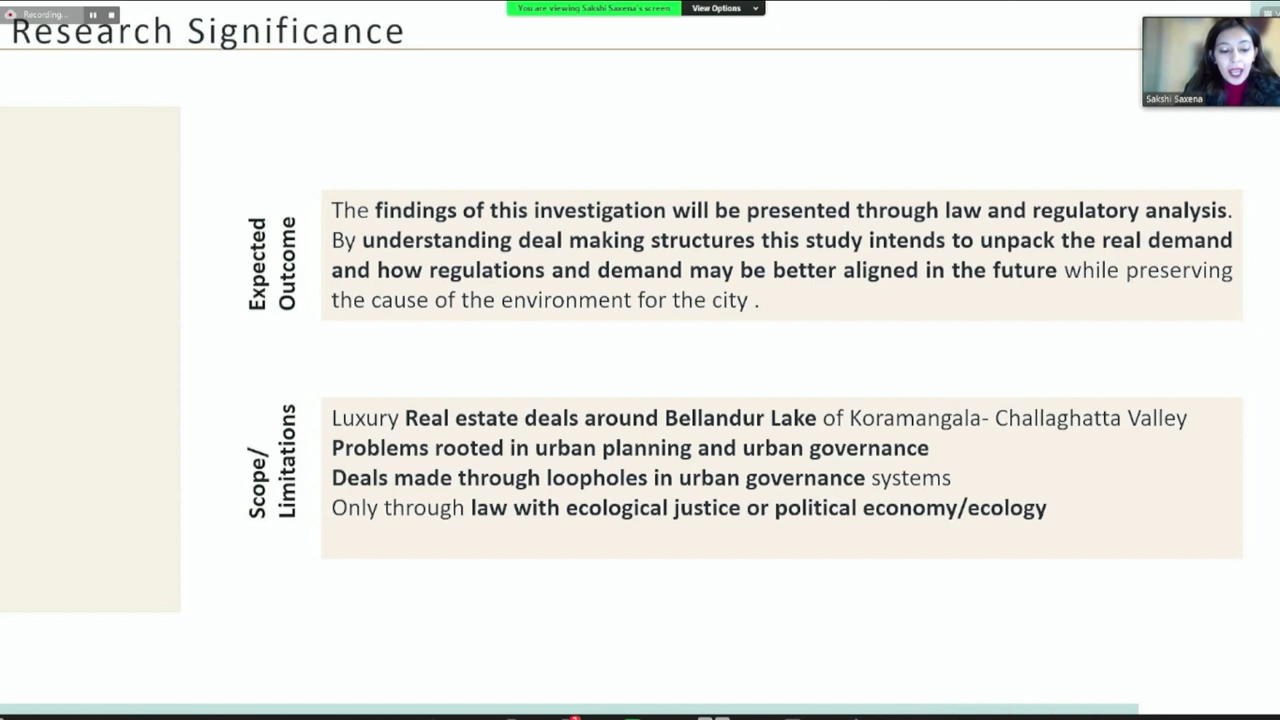 Recording...
You are viewing Sakshi Saxena's screen
View Options
Research Significance
Sakshi Saxena
Expected
Outcome
The findings of this investigation will be presented through law and regulatory analysis.
By understanding deal making structures this study intends to unpack the real demand
and how regulations and demand may be better aligned in the future while preserving
the cause of the environment for the city .
Scope/
Limitations
Luxury Real estate deals around Bellandur Lake of Koramangala- Challaghatta Valley
Problems rooted in urban planning and urban governance
Deals made through loopholes in urban governance systems
Only through law with ecological justice or political economy/ecology